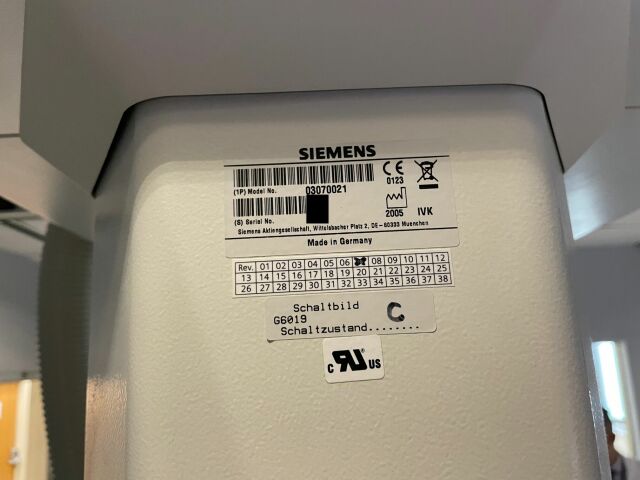 SIEMENS
(1P) Model No. 03070021
CE 0123
(S) Serial No.
2005 IVK
Siemens Aktiengesellschaft, Wittelsbacher Platz 2, DE-80333 Muenchen
Made in Germany
Rev. 01 02 03 04 05 06 08 09 10 11 12
13 14 15 16 17 18 19 20 21 22 23 24 25
26 27 28 29 30 31 32 33 34 35 36 37 38
Schaltbild
G6019 C
Schaltzustand........
C RU US